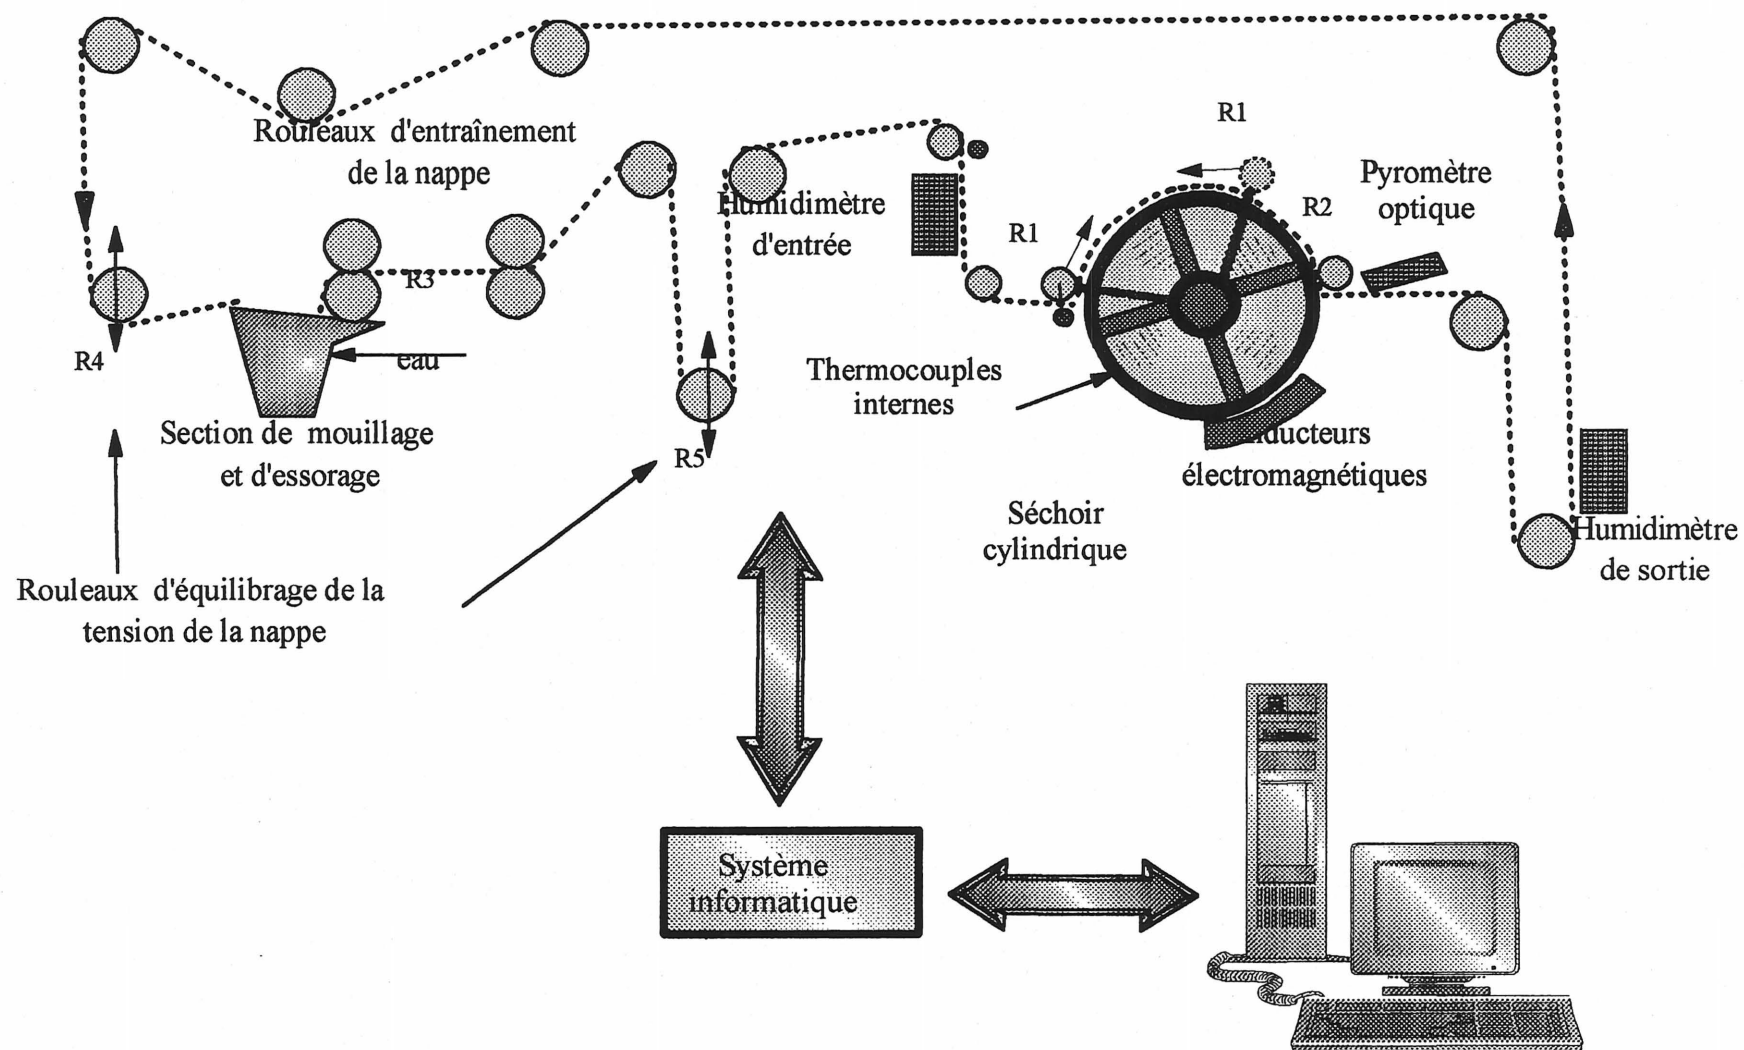 Rouleaux d'entraînement
de la nappe
R1
Pyromètre
optique
Humidimètre
d'entrée
R1
R2
R3
R4
eau
Section de mouillage
et d'essorage
R5
Thermocouples
internes
inducteurs
électromagnétiques
Séchoir
cylindrique
Humidimètre
de sortie
Rouleaux d'équilibrage de la
tension de la nappe
Système
informatique